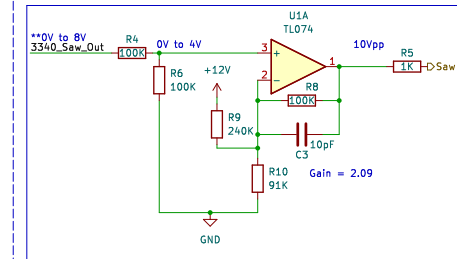 U1A
TL074
**0V to 8V
3340_Saw_Out
R4
100K
0V to 4V
3
+
2
-
1
10Vpp
R5
1K
Saw
R6
100K
+12V
R8
100K
R9
240K
C3
10pF
R10
91K
Gain = 2.09
GND